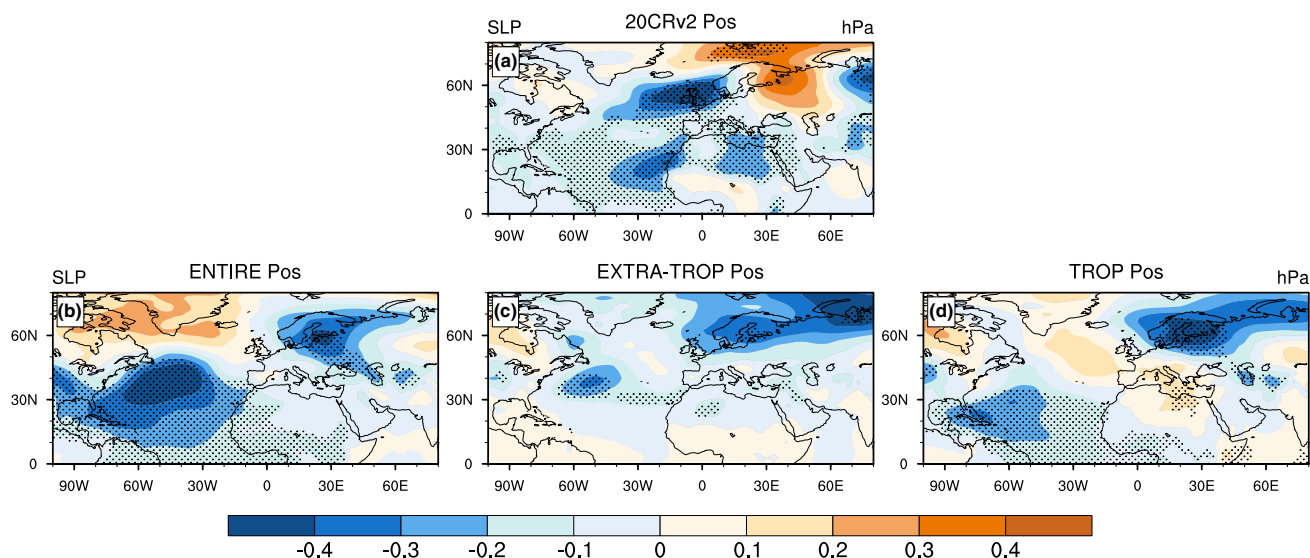 SLP 20CRv2 Pos hPa
(a)
60N
30N
0
90W 60W 30W 0 30E 60E
SLP ENTIRE Pos EXTRA-TROP Pos TROP Pos hPa
(b) (c) (d)
60N 60N 60N
30N 30N 30N
0 0 0
90W 60W 30W 0 30E 60E 90W 60W 30W 0 30E 60E 90W 60W 30W 0 30E 60E
-0.4 -0.3 -0.2 -0.1 0 0.1 0.2 0.3 0.4